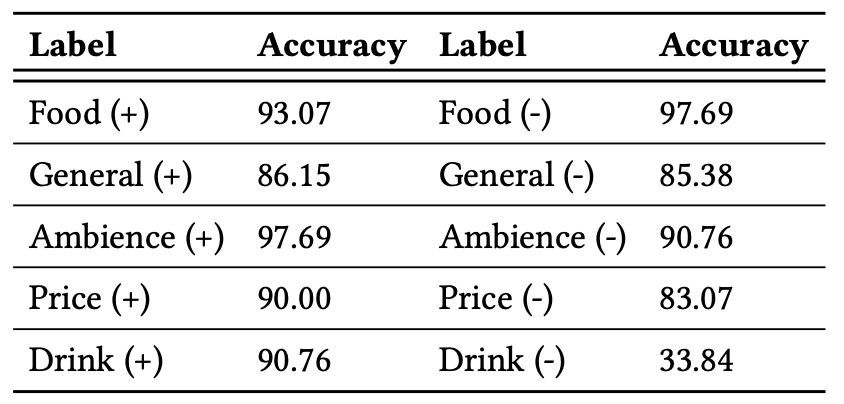 Label Accuracy Label Accuracy
Food (+) 93.07 Food (-) 97.69
General (+) 86.15 General (-) 85.38
Ambience (+) 97.69 Ambience (-) 90.76
Price (+) 90.00 Price (-) 83.07
Drink (+) 90.76 Drink (-) 33.84